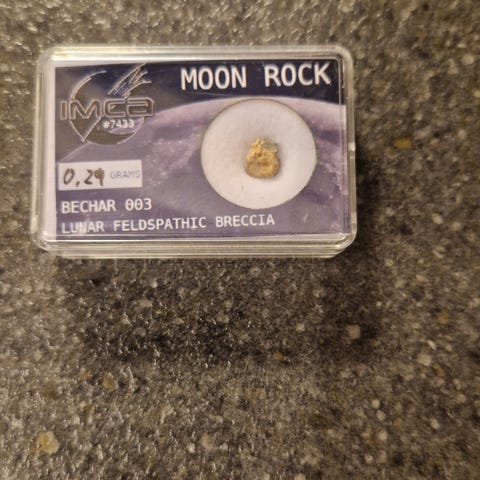 MOON ROCK
IMCA
#7433
0.29 GRAMS
BECHAR 003
LUNAR FELDSPATHIC BRECCIA